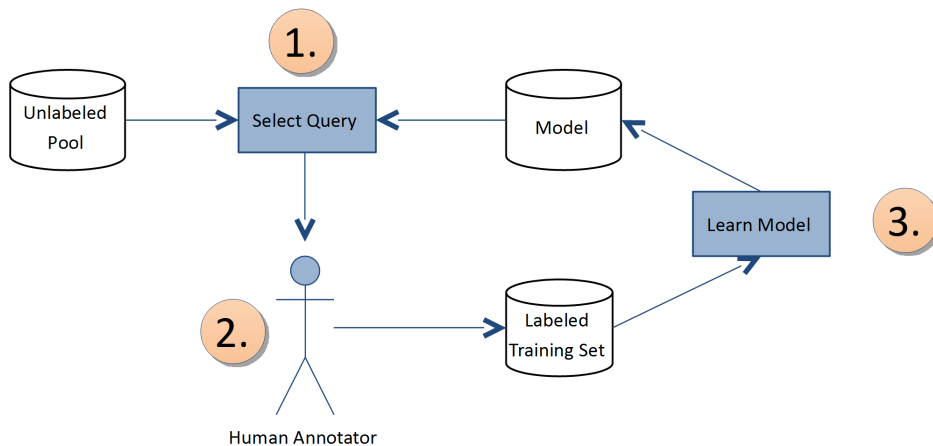 1.
Unlabeled
Pool
Select Query
Model
Learn Model
3.
2.
Labeled
Training Set
Human Annotator